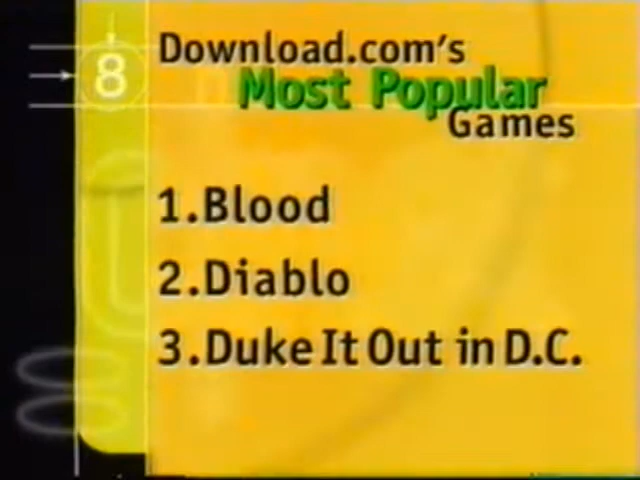 8
Download.com's
Most Popular
Games
1.Blood
2.Diablo
3.Duke It Out in D.C.